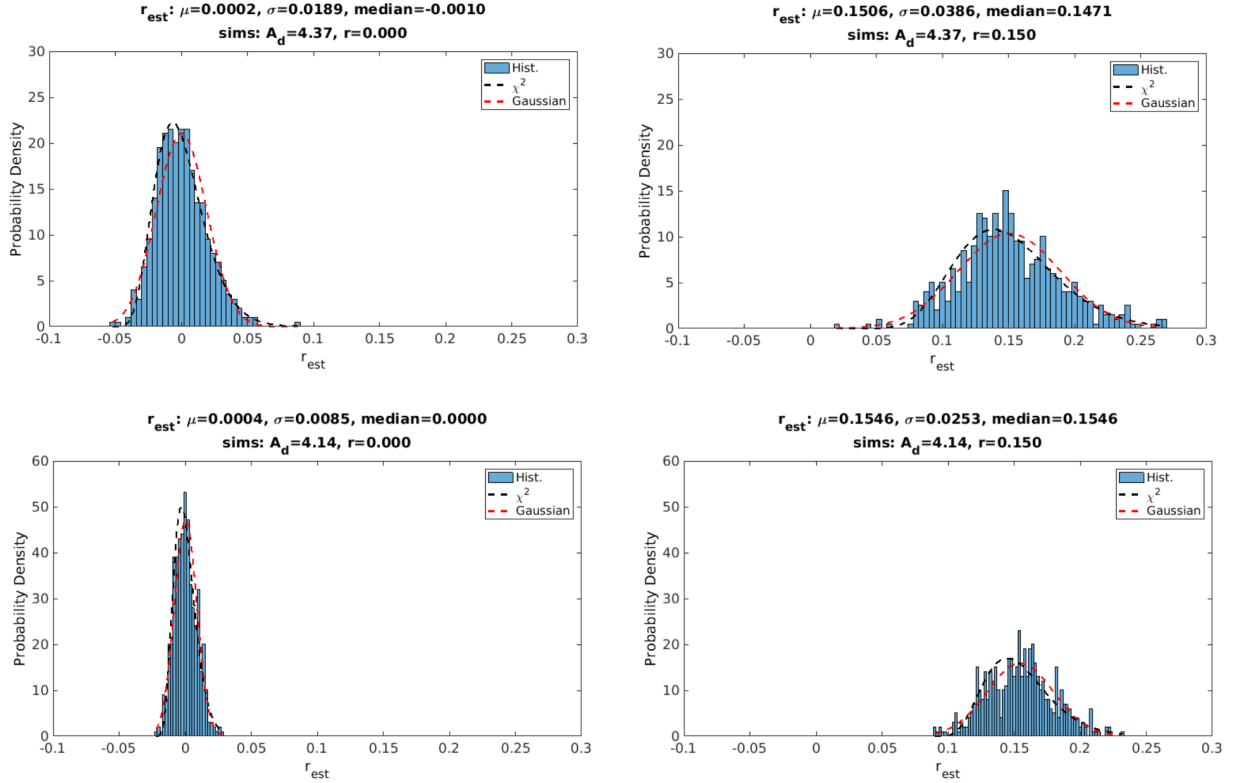 r_est: μ=0.0002, σ=0.0189, median=-0.0010
sims: A_d=4.37, r=0.000
30
25
20
15
10
5
0
Probability Density
-0.1 -0.05 0 0.05 0.1 0.15 0.2 0.25 0.3
r_est
Hist.
χ²
Gaussian
r_est: μ=0.1506, σ=0.0386, median=0.1471
sims: A_d=4.37, r=0.150
30
25
20
15
10
5
0
Probability Density
-0.1 -0.05 0 0.05 0.1 0.15 0.2 0.25 0.3
r_est
Hist.
χ²
Gaussian
r_est: μ=0.0004, σ=0.0085, median=0.0000
sims: A_d=4.14, r=0.000
60
50
40
30
20
10
0
Probability Density
-0.1 -0.05 0 0.05 0.1 0.15 0.2 0.25 0.3
r_est
Hist.
χ²
Gaussian
r_est: μ=0.1546, σ=0.0253, median=0.1546
sims: A_d=4.14, r=0.150
60
50
40
30
20
10
0
Probability Density
-0.1 -0.05 0 0.05 0.1 0.15 0.2 0.25 0.3
r_est
Hist.
χ²
Gaussian